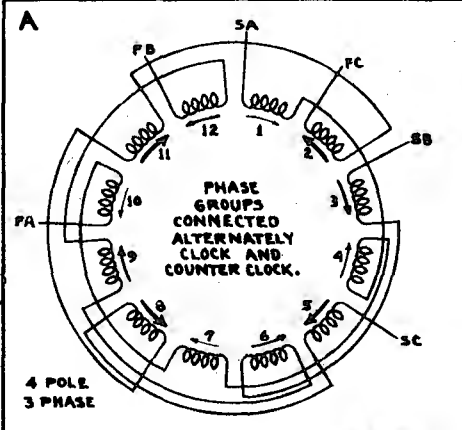 A
SA
FB
FC
12
1
11
2
SB
10
3
PHASE
GROUPS
CONNECTED
ALTERNATELY
CLOCK AND
COUNTER CLOCK.
FA
9
4
8
5
7
6
SC
4 POLE
3 PHASE